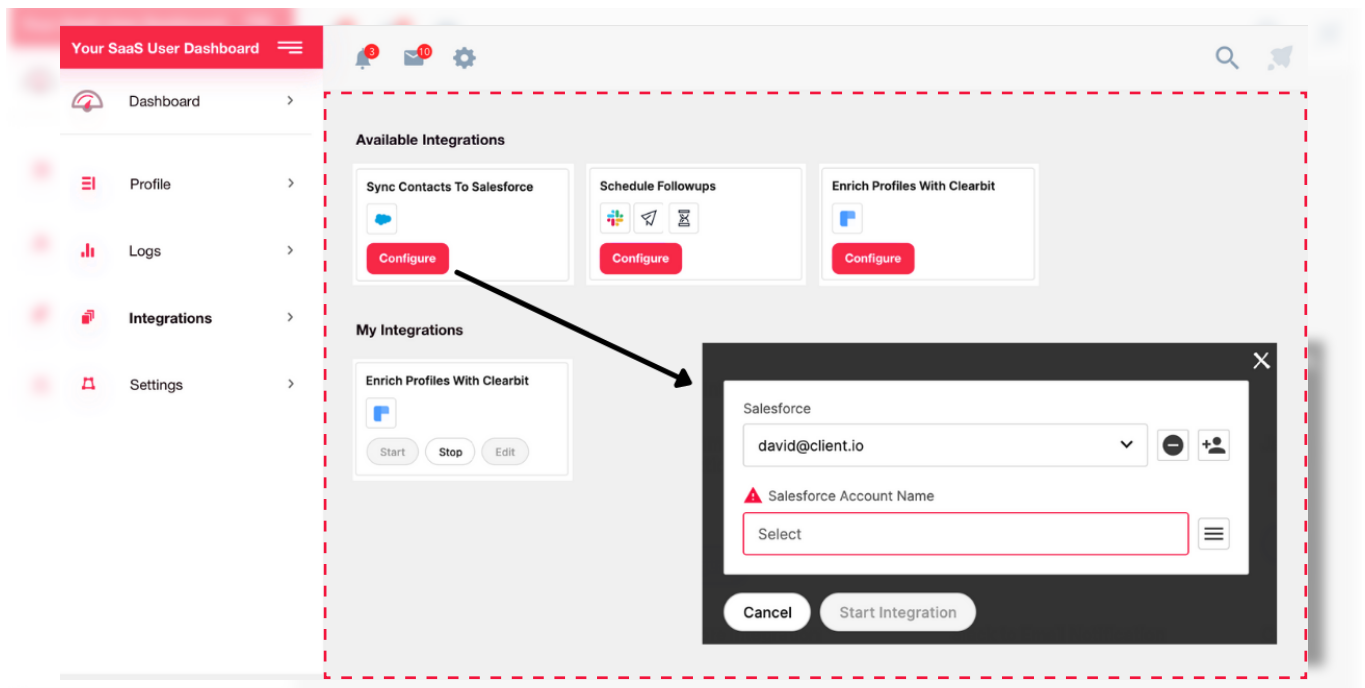 Your SaaS User Dashboard
3
10
Dashboard
Profile
Logs
Integrations
Settings
Available Integrations
Sync Contacts To Salesforce
Configure
Schedule Followups
Configure
Enrich Profiles With Clearbit
Configure
My Integrations
Enrich Profiles With Clearbit
Start Stop Edit
X
Salesforce
david@client.io
Salesforce Account Name
Select
Cancel Start Integration